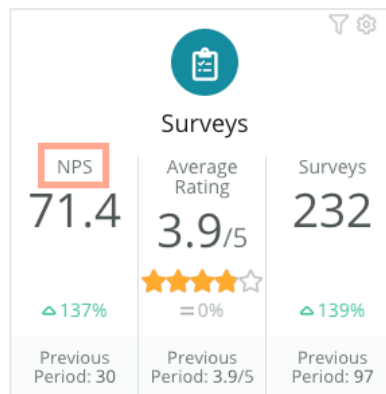 Surveys
NPS
71.4
137%
Previous
Period: 30
Average
Rating
3.9/5
=0%
Previous
Period: 3.9/5
Surveys
232
139%
Previous
Period: 97